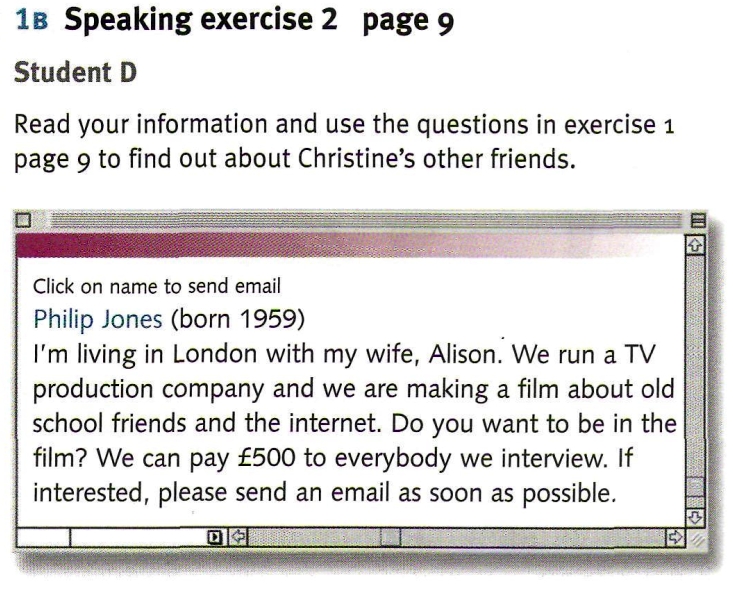 1B Speaking exercise 2 page 9
Student D
Read your information and use the questions in exercise 1
page 9 to find out about Christine's other friends.
Click on name to send email
Philip Jones (born 1959)
I'm living in London with my wife, Alison. We run a TV
production company and we are making a film about old
school friends and the internet. Do you want to be in the
film? We can pay £500 to everybody we interview. If
interested, please send an email as soon as possible.